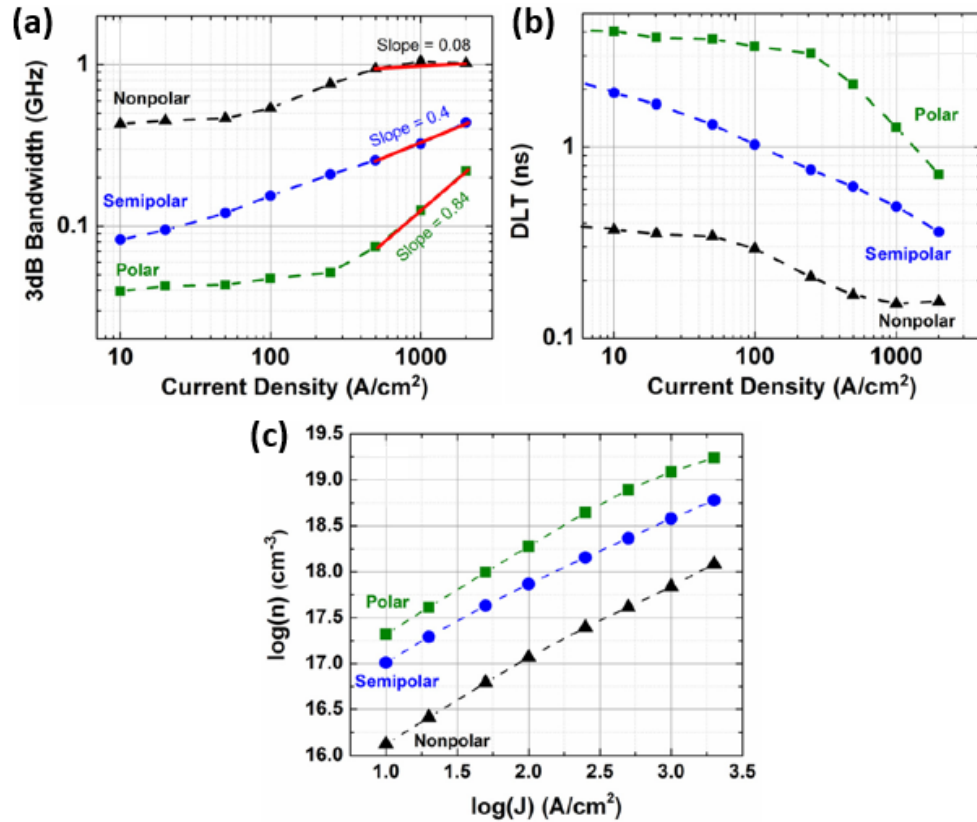 (a)
Slope = 0.08
Nonpolar
Slope = 0.4
Semipolar
Slope = 0.84
Polar
1
0.1
3dB Bandwidth (GHz)
10 100 1000
Current Density (A/cm²)
(b)
Polar
Semipolar
Nonpolar
1
0.1
DLT (ns)
10 100 1000
Current Density (A/cm²)
(c)
19.5
19.0
18.5
18.0
17.5
17.0
16.5
16.0
log(n) (cm⁻³)
Polar
Semipolar
Nonpolar
1.0 1.5 2.0 2.5 3.0 3.5
log(J) (A/cm²)